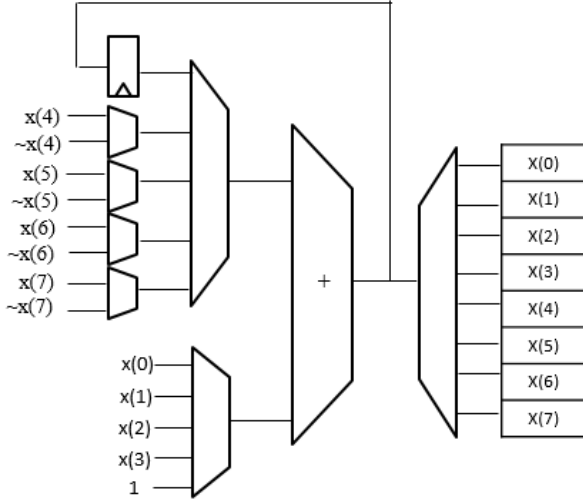 x(4)
~x(4)
x(5)
~x(5)
x(6)
~x(6)
x(7)
~x(7)
x(0)
x(1)
x(2)
x(3)
1
+
X(0)
X(1)
X(2)
X(3)
X(4)
X(5)
X(6)
X(7)